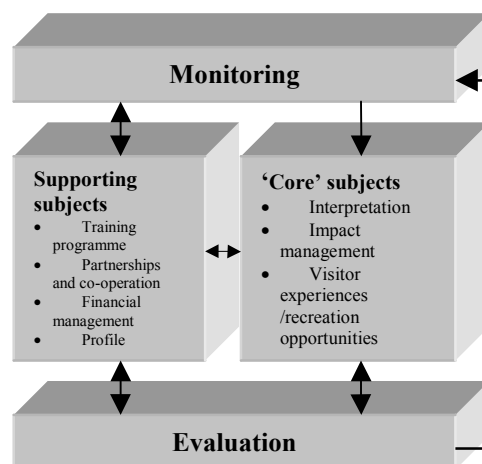 Monitoring
Supporting
subjects
• Training
programme
• Partnerships
and co-operation
• Financial
management
• Profile
‘Core’ subjects
• Interpretation
• Impact
management
• Visitor
experiences
/recreation
opportunities
Evaluation